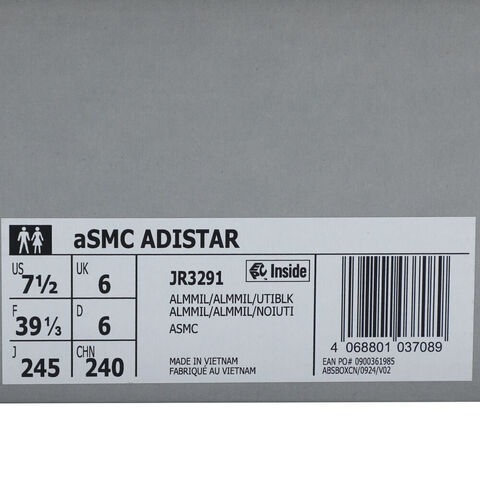 aSMC ADISTAR
US 7½ UK 6
F 39⅓ D 6
J 245 CHN 240
JR3291 Inside
ALMMIL/ALMMIL/UTIBLK
ALMMIL/ALMMIL/NOIUTI
ASMC
MADE IN VIETNAM
FABRIQUÉ AU VIETNAM
4 068801 037089
EAN PO# 0900361985
ABSBOXCN/0924/V02